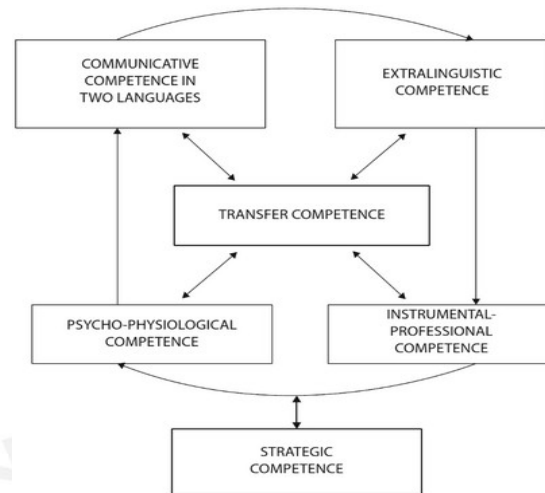 COMMUNICATIVE
COMPETENCE IN
TWO LANGUAGES
EXTRALINGUISTIC
COMPETENCE
TRANSFER COMPETENCE
PSYCHO-PHYSIOLOGICAL
COMPETENCE
INSTRUMENTAL-
PROFESSIONAL
COMPETENCE
STRATEGIC
COMPETENCE